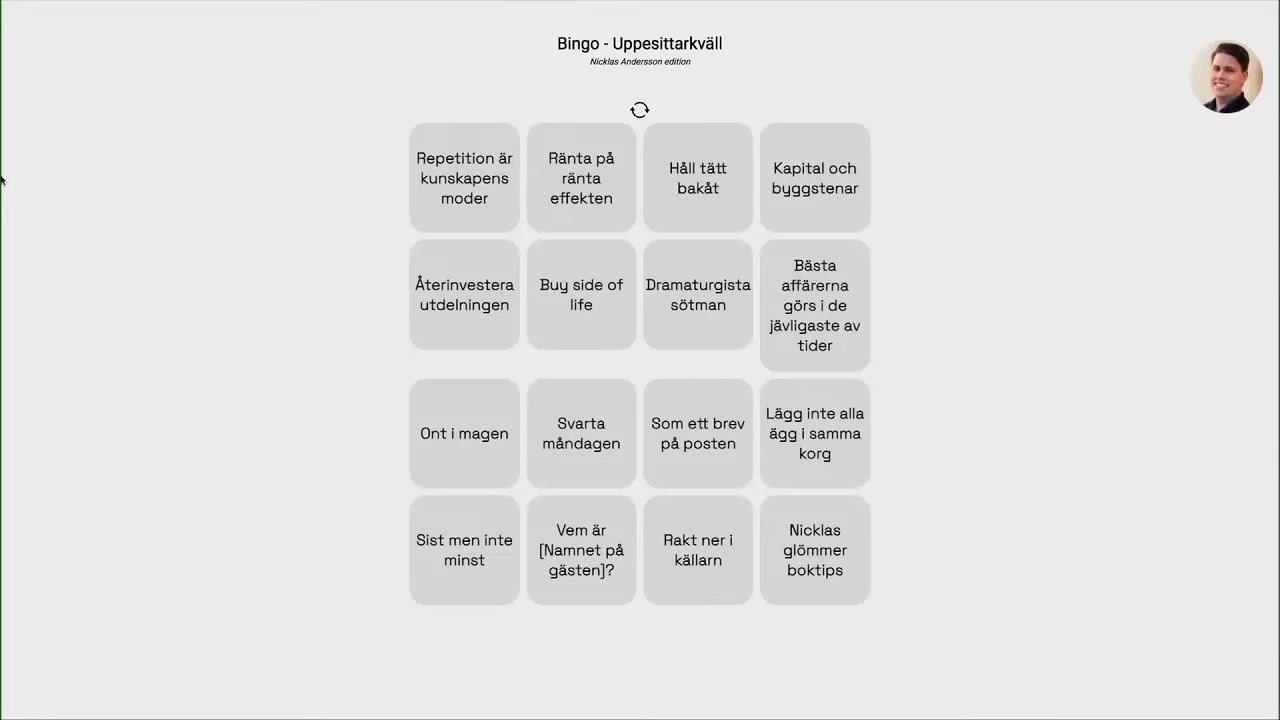 Bingo - Uppesittarkväll
Nicklas Andersson edition
Repetition är
kunskapens
moder
Ränta på
ränta
effekten
Håll tätt
bakåt
Kapital och
byggstenar
Återinvestera
utdelningen
Buy side of
life
Dramaturgista
sötman
Bästa
affärerna
görs i de
jävligaste av
tider
Ont i magen
Svarta
måndagen
Som ett brev
på posten
Lägg inte alla
ägg i samma
korg
Sist men inte
minst
Vem är
[Namnet på
gästen]?
Rakt ner i
källarn
Nicklas
glömmer
boktips